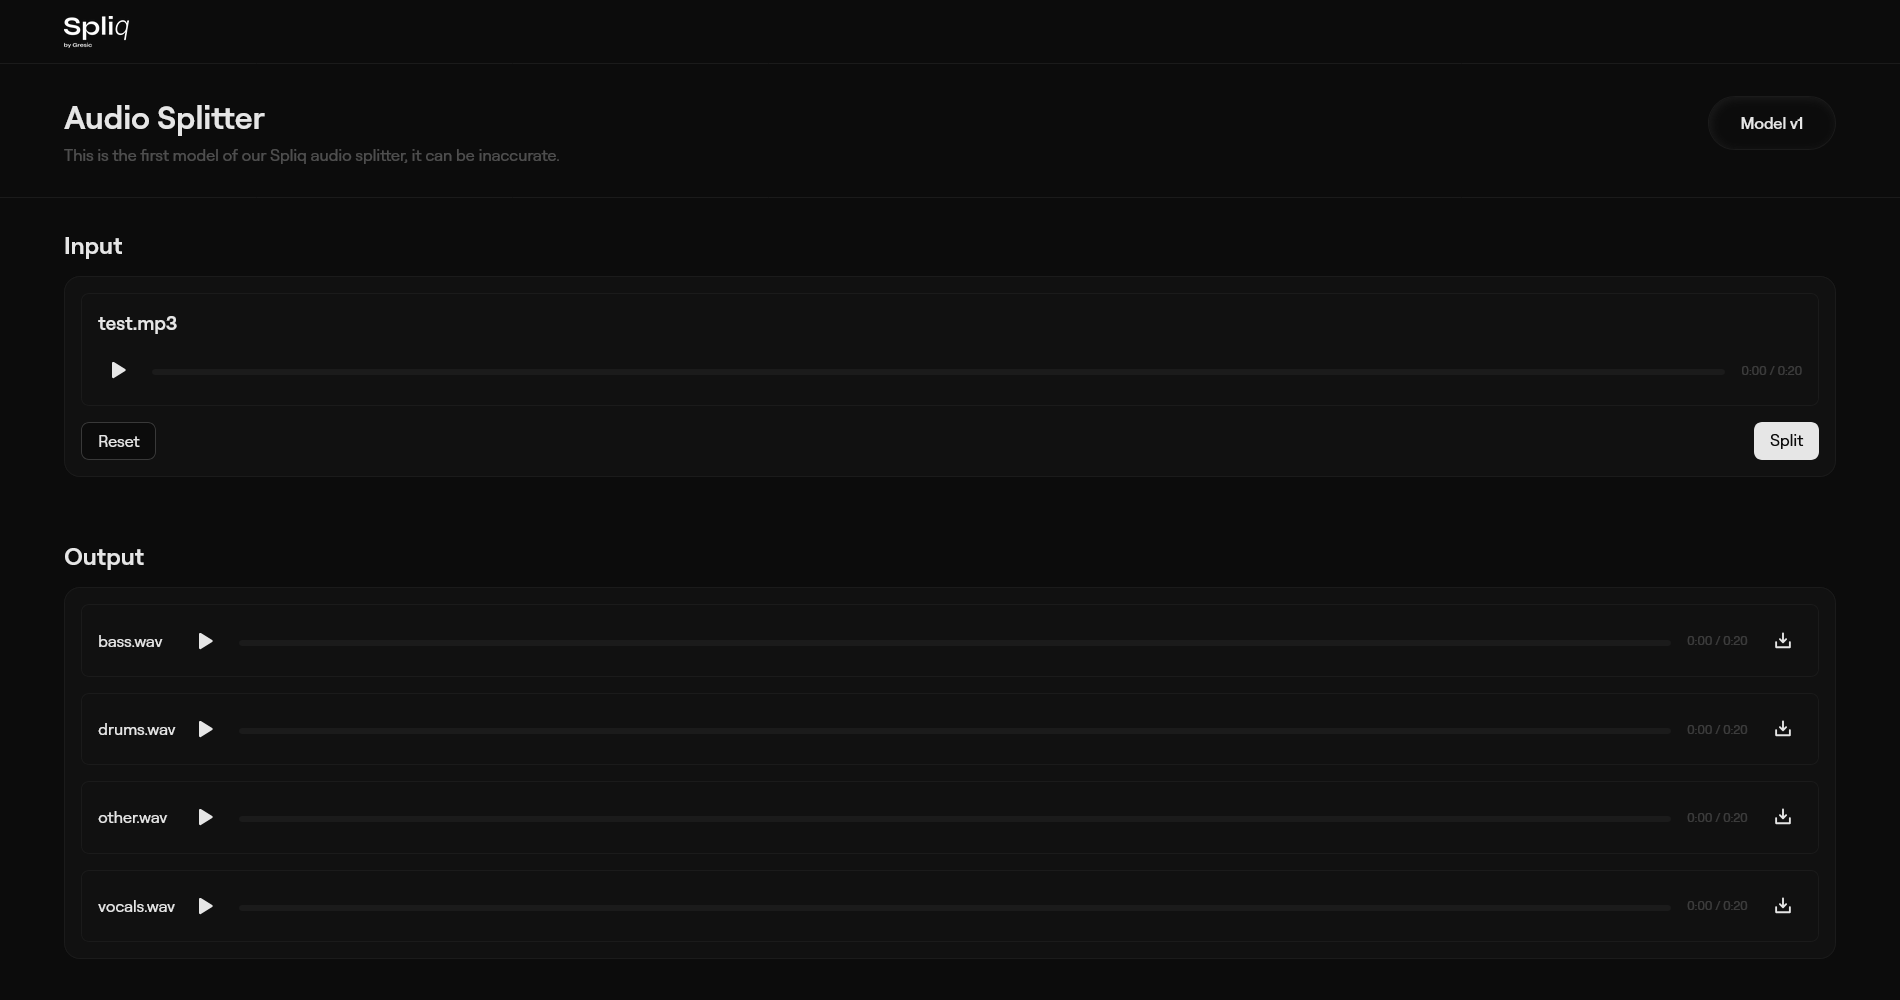 Spliq
by Gresic
Audio Splitter
Model v1
This is the first model of our Spliq audio splitter, it can be inaccurate.
Input
test.mp3
0:00 / 0:20
Reset
Split
Output
bass.wav
0:00 / 0:20
drums.wav
0:00 / 0:20
other.wav
0:00 / 0:20
vocals.wav
0:00 / 0:20